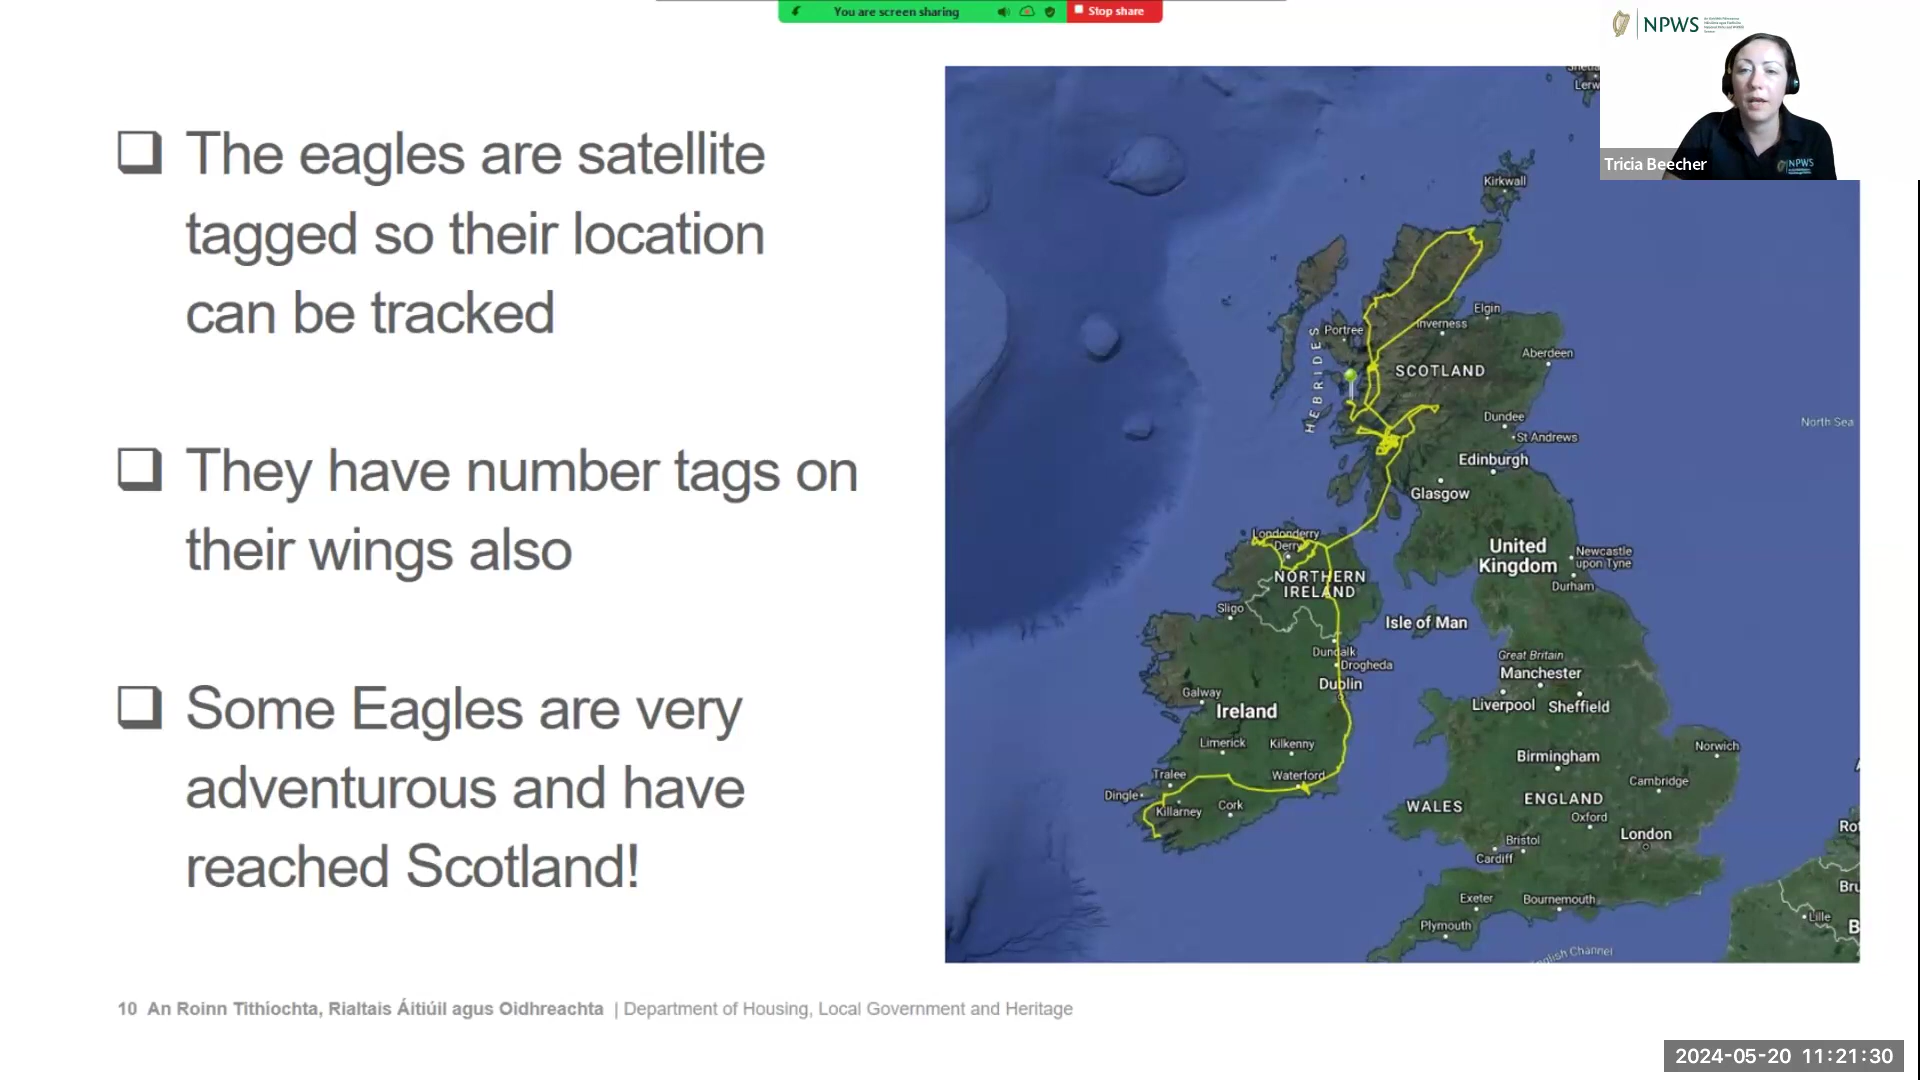 You are screen sharing
Stop share
NPWS
Tricia Beecher
NPWS
The eagles are satellite
tagged so their location
can be tracked
They have number tags on
their wings also
Some Eagles are very
adventurous and have
reached Scotland!
Kirkwall
Elgin
Inverness
Portree
HEBRIDES
Aberdeen
SCOTLAND
Dundee
St Andrews
North Sea
Edinburgh
Glasgow
Londonderry
Derry
United
Kingdom
Newcastle
upon Tyne
Durham
NORTHERN
IRELAND
Sligo
Isle of Man
Dundalk
Drogheda
Great Britain
Manchester
Dublin
Galway
Liverpool
Sheffield
Ireland
Limerick
Kilkenny
Norwich
Birmingham
Tralee
Waterford
Cambridge
Dingle
Killarney
Cork
WALES
ENGLAND
Oxford
London
Bristol
Cardiff
Exeter
Bournemouth
Plymouth
Lille
English Channel
10 An Roinn Tithíochta, Rialtais Áitiúil agus Oidhreachta | Department of Housing, Local Government and Heritage
2024-05-20 11:21:30